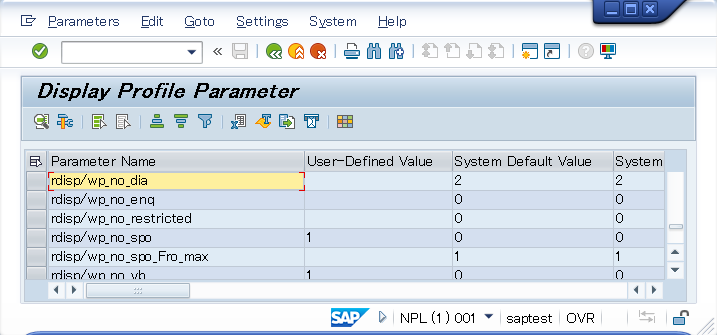 Parameters Edit Goto Settings System Help
Display Profile Parameter
Parameter Name User-Defined Value System Default Value System
rdisp/wp_no_dia 2 2
rdisp/wp_no_enq 0 0
rdisp/wp_no_restricted 0 0
rdisp/wp_no_spo 1 0 0
rdisp/wp_no_spo_Fro_max 1 1
rdisp/wp_no_vb 1 0 0
SAP NPL (1) 001 saptest OVR